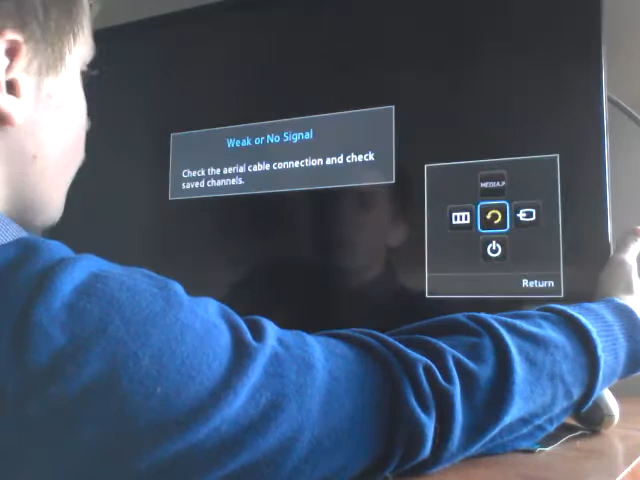 Weak or No Signal
Check the aerial cable connection and check
saved channels.
MEDIA.P
Return